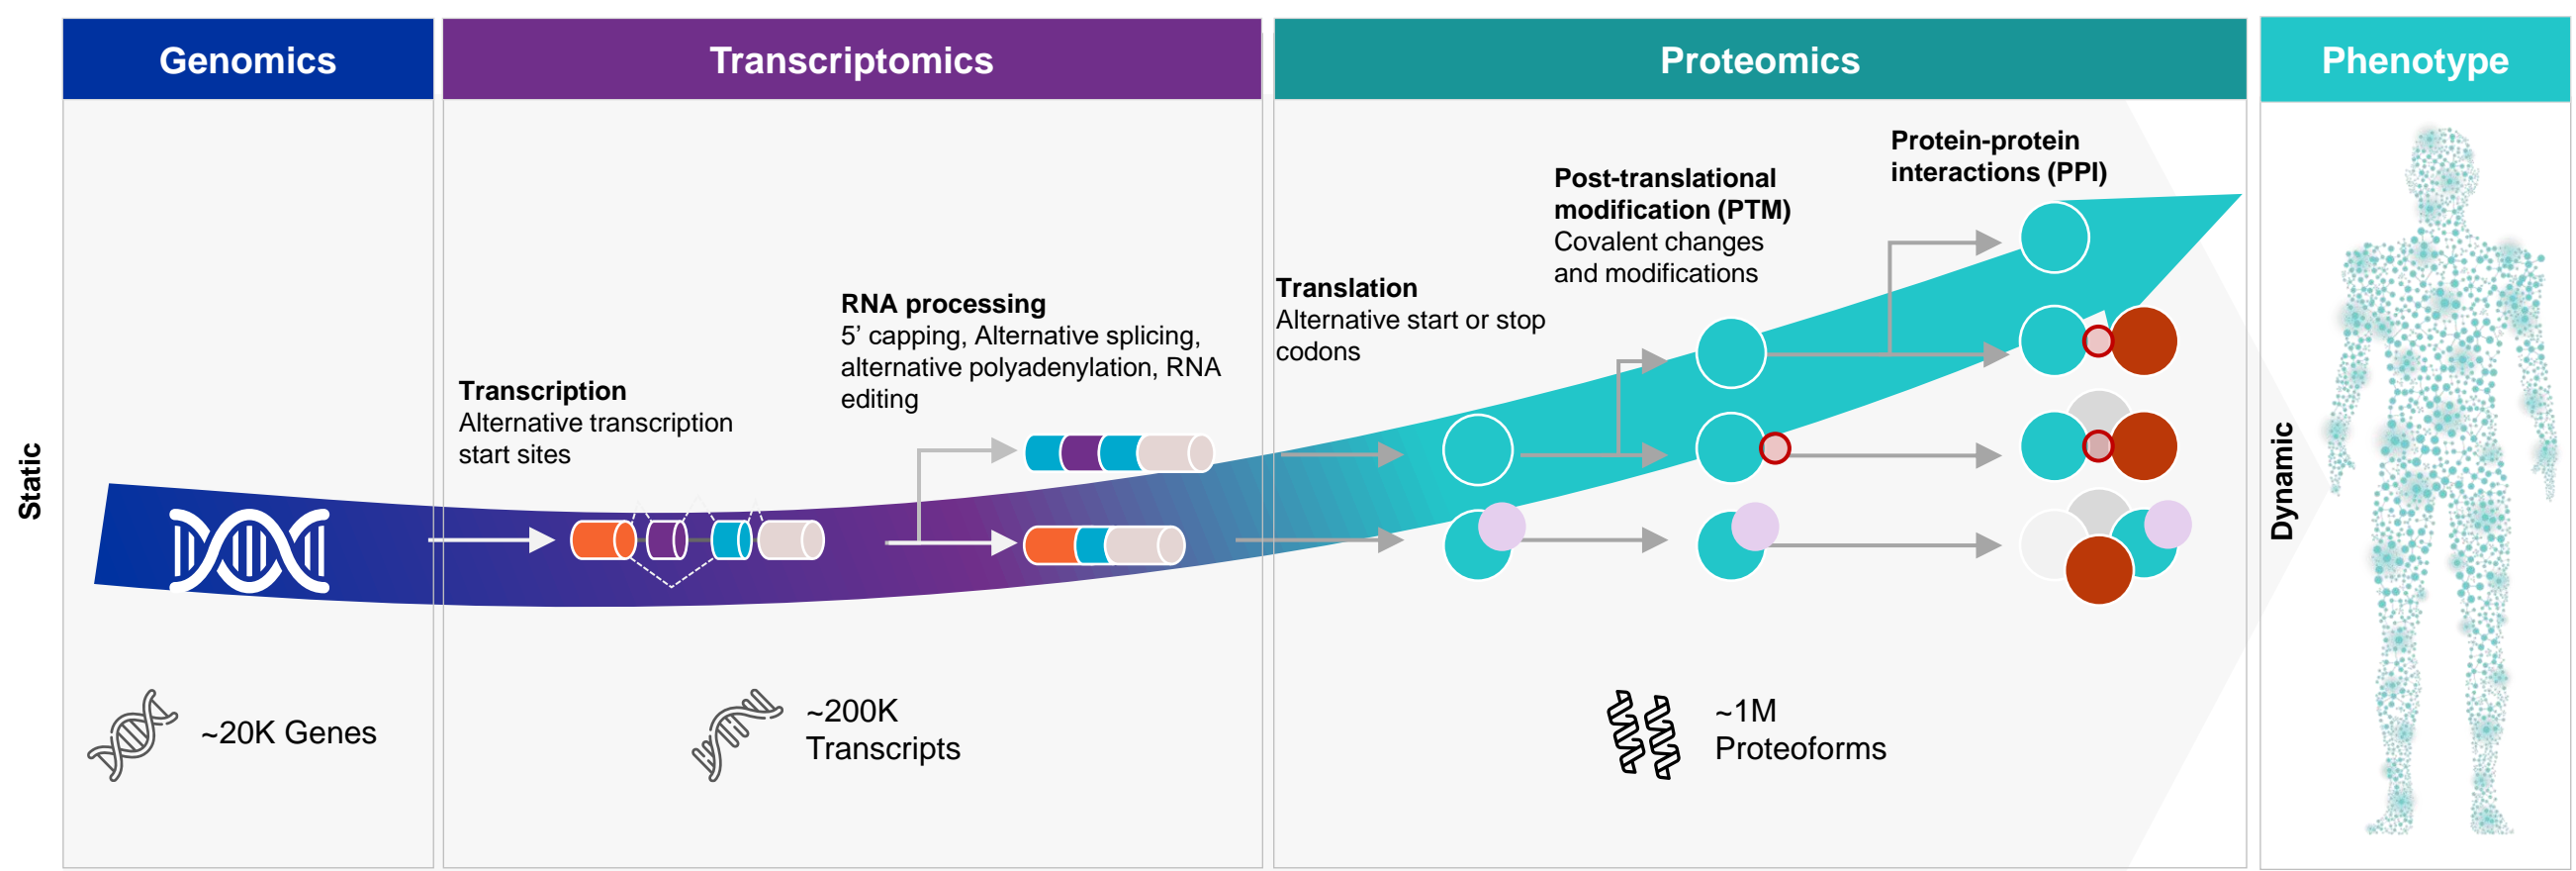 Genomics
Transcriptomics
Proteomics
Phenotype
Static
Transcription
Alternative transcription
start sites
RNA processing
5’ capping, Alternative splicing,
alternative polyadenylation, RNA
editing
Translation
Alternative start or stop
codons
Post-translational
modification (PTM)
Covalent changes
and modifications
Protein-protein
interactions (PPI)
Dynamic
~20K Genes
~200K
Transcripts
~1M
Proteoforms